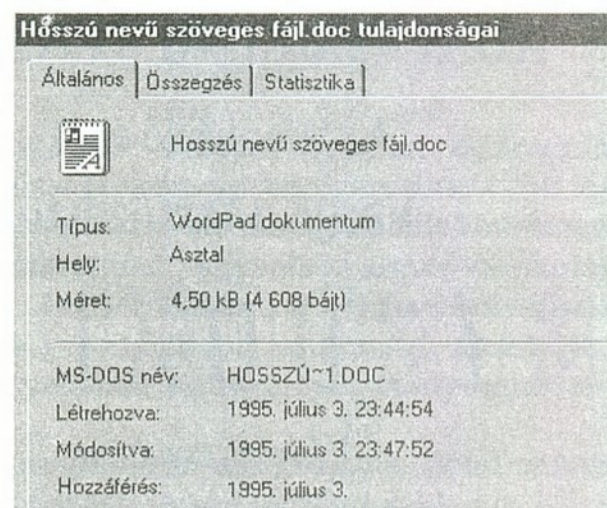 Hosszú nevű szöveges fájl.doc tulajdonságai
Általános Összegzés Statisztika
Hosszú nevű szöveges fájl.doc
Típus: WordPad dokumentum
Hely: Asztal
Méret: 4,50 kB (4 608 bájt)
MS-DOS név: HOSSZÚ~1.DOC
Létrehozva: 1995. július 3. 23:44:54
Módosítva: 1995. július 3. 23:47:52
Hozzáférés: 1995. július 3.